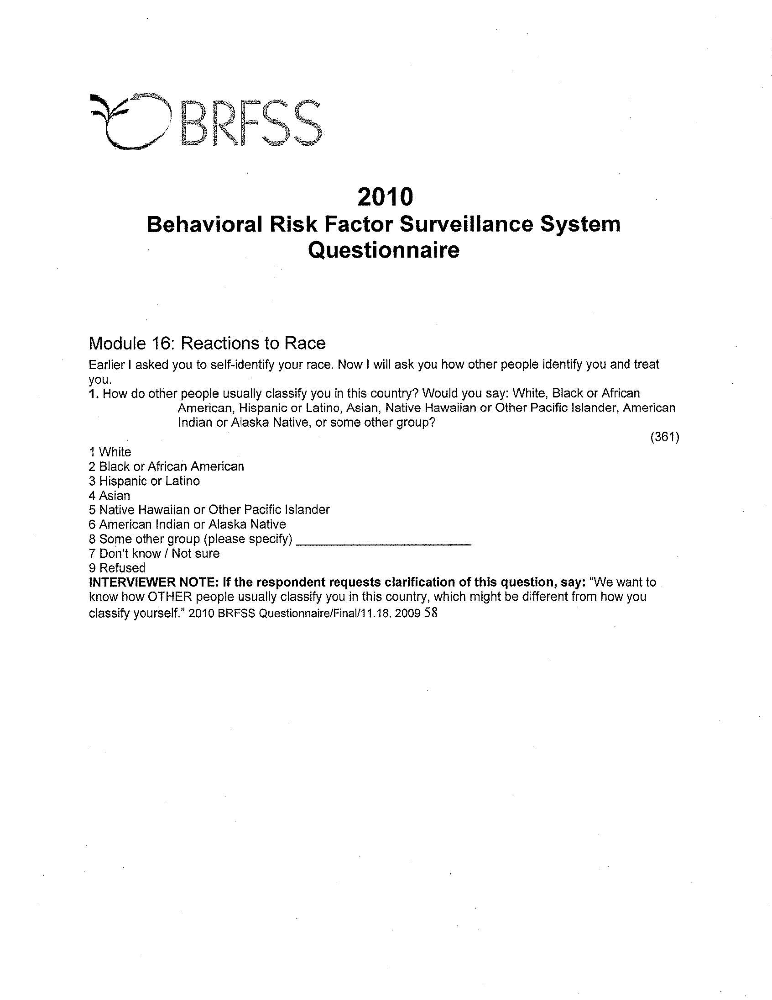 BRFSS
2010
Behavioral Risk Factor Surveillance System
Questionnaire
Module 16: Reactions to Race
Earlier I asked you to self-identify your race. Now I will ask you how other people identify you and treat
you.
1. How do other people usually classify you in this country? Would you say: White, Black or African
American, Hispanic or Latino, Asian, Native Hawaiian or Other Pacific Islander, American
Indian or Alaska Native, or some other group?
(361)
1 White
2 Black or African American
3 Hispanic or Latino
4 Asian
5 Native Hawaiian or Other Pacific Islander
6 American Indian or Alaska Native
8 Some other group (please specify) ______________________________
7 Don't know / Not sure
9 Refused
INTERVIEWER NOTE: If the respondent requests clarification of this question, say: "We want to
know how OTHER people usually classify you in this country, which might be different from how you
classify yourself." 2010 BRFSS Questionnaire/Final/11.18. 2009 58